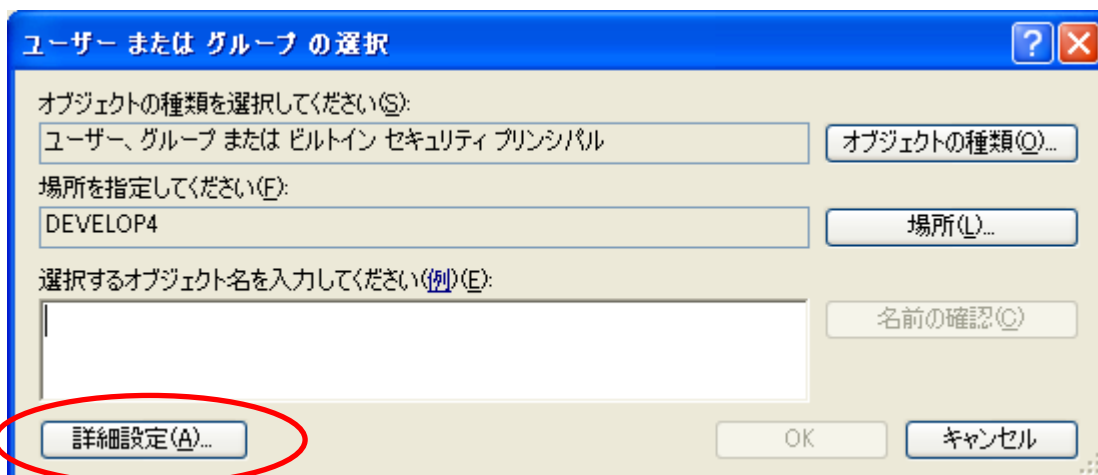 ユーザー または グループ の選択
オブジェクトの種類を選択してください(S):
ユーザー、グループ または ビルトイン セキュリティ プリンシパル
オブジェクトの種類(O)...
場所を指定してください(F):
DEVELOP4
場所(L)...
選択するオブジェクト名を入力してください(例)(E):
名前の確認(C)
詳細設定(A)...
OK
キャンセル